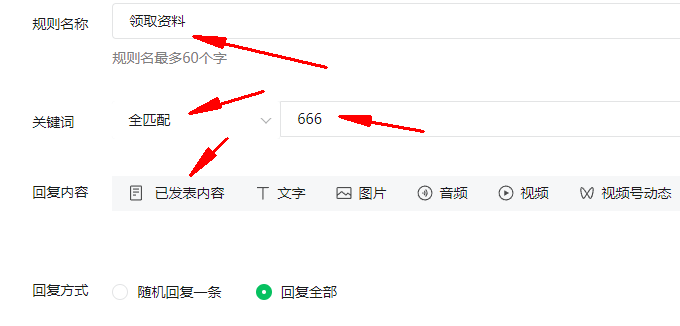 规则名称 领取资料
规则名最多60个字
关键词 全匹配 666
回复内容 已发表内容 文字 图片 音频 视频 视频号动态
回复方式 随机回复一条 回复全部